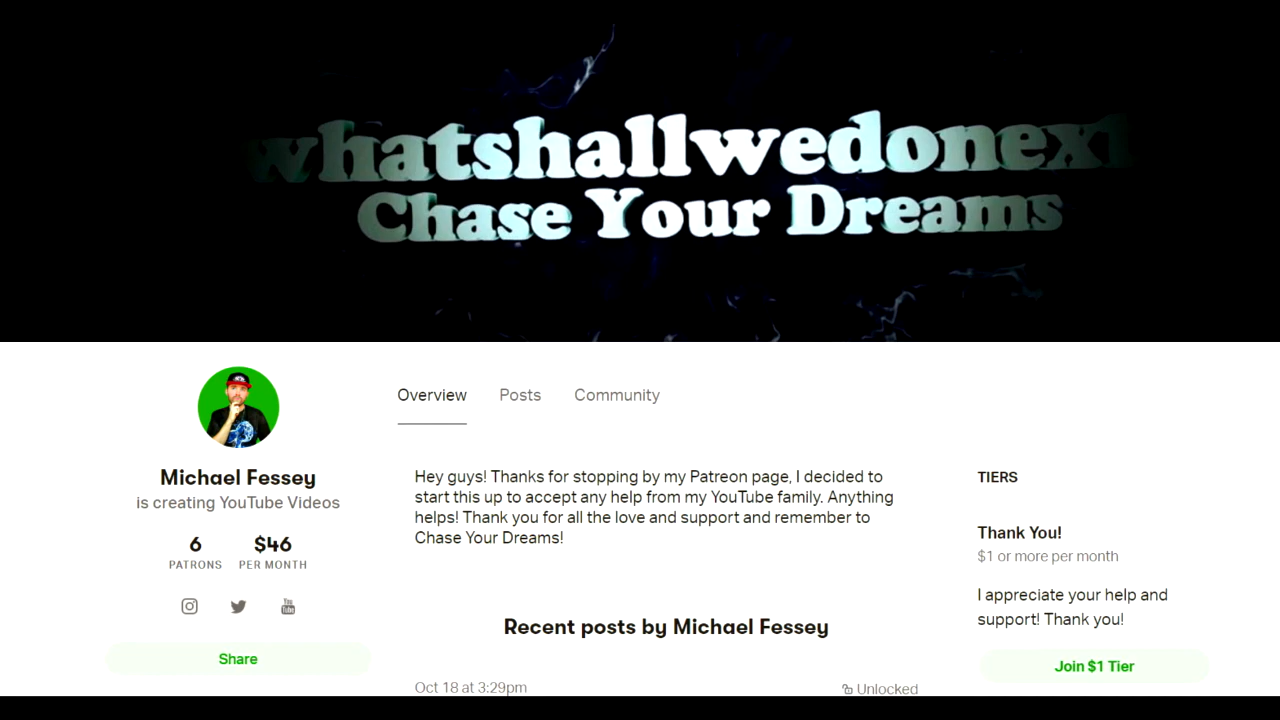 whatshallwedonext
Chase Your Dreams
Overview
Posts
Community
Michael Fessey
is creating YouTube Videos
6
PATRONS
$46
PER MONTH
You
Tube
Share
Hey guys! Thanks for stopping by my Patreon page, I decided to
start this up to accept any help from my YouTube family. Anything
helps! Thank you for all the love and support and remember to
Chase Your Dreams!
Recent posts by Michael Fessey
Oct 18 at 3:29pm
Unlocked
TIERS
Thank You!
$1 or more per month
I appreciate your help and
support! Thank you!
Join $1 Tier